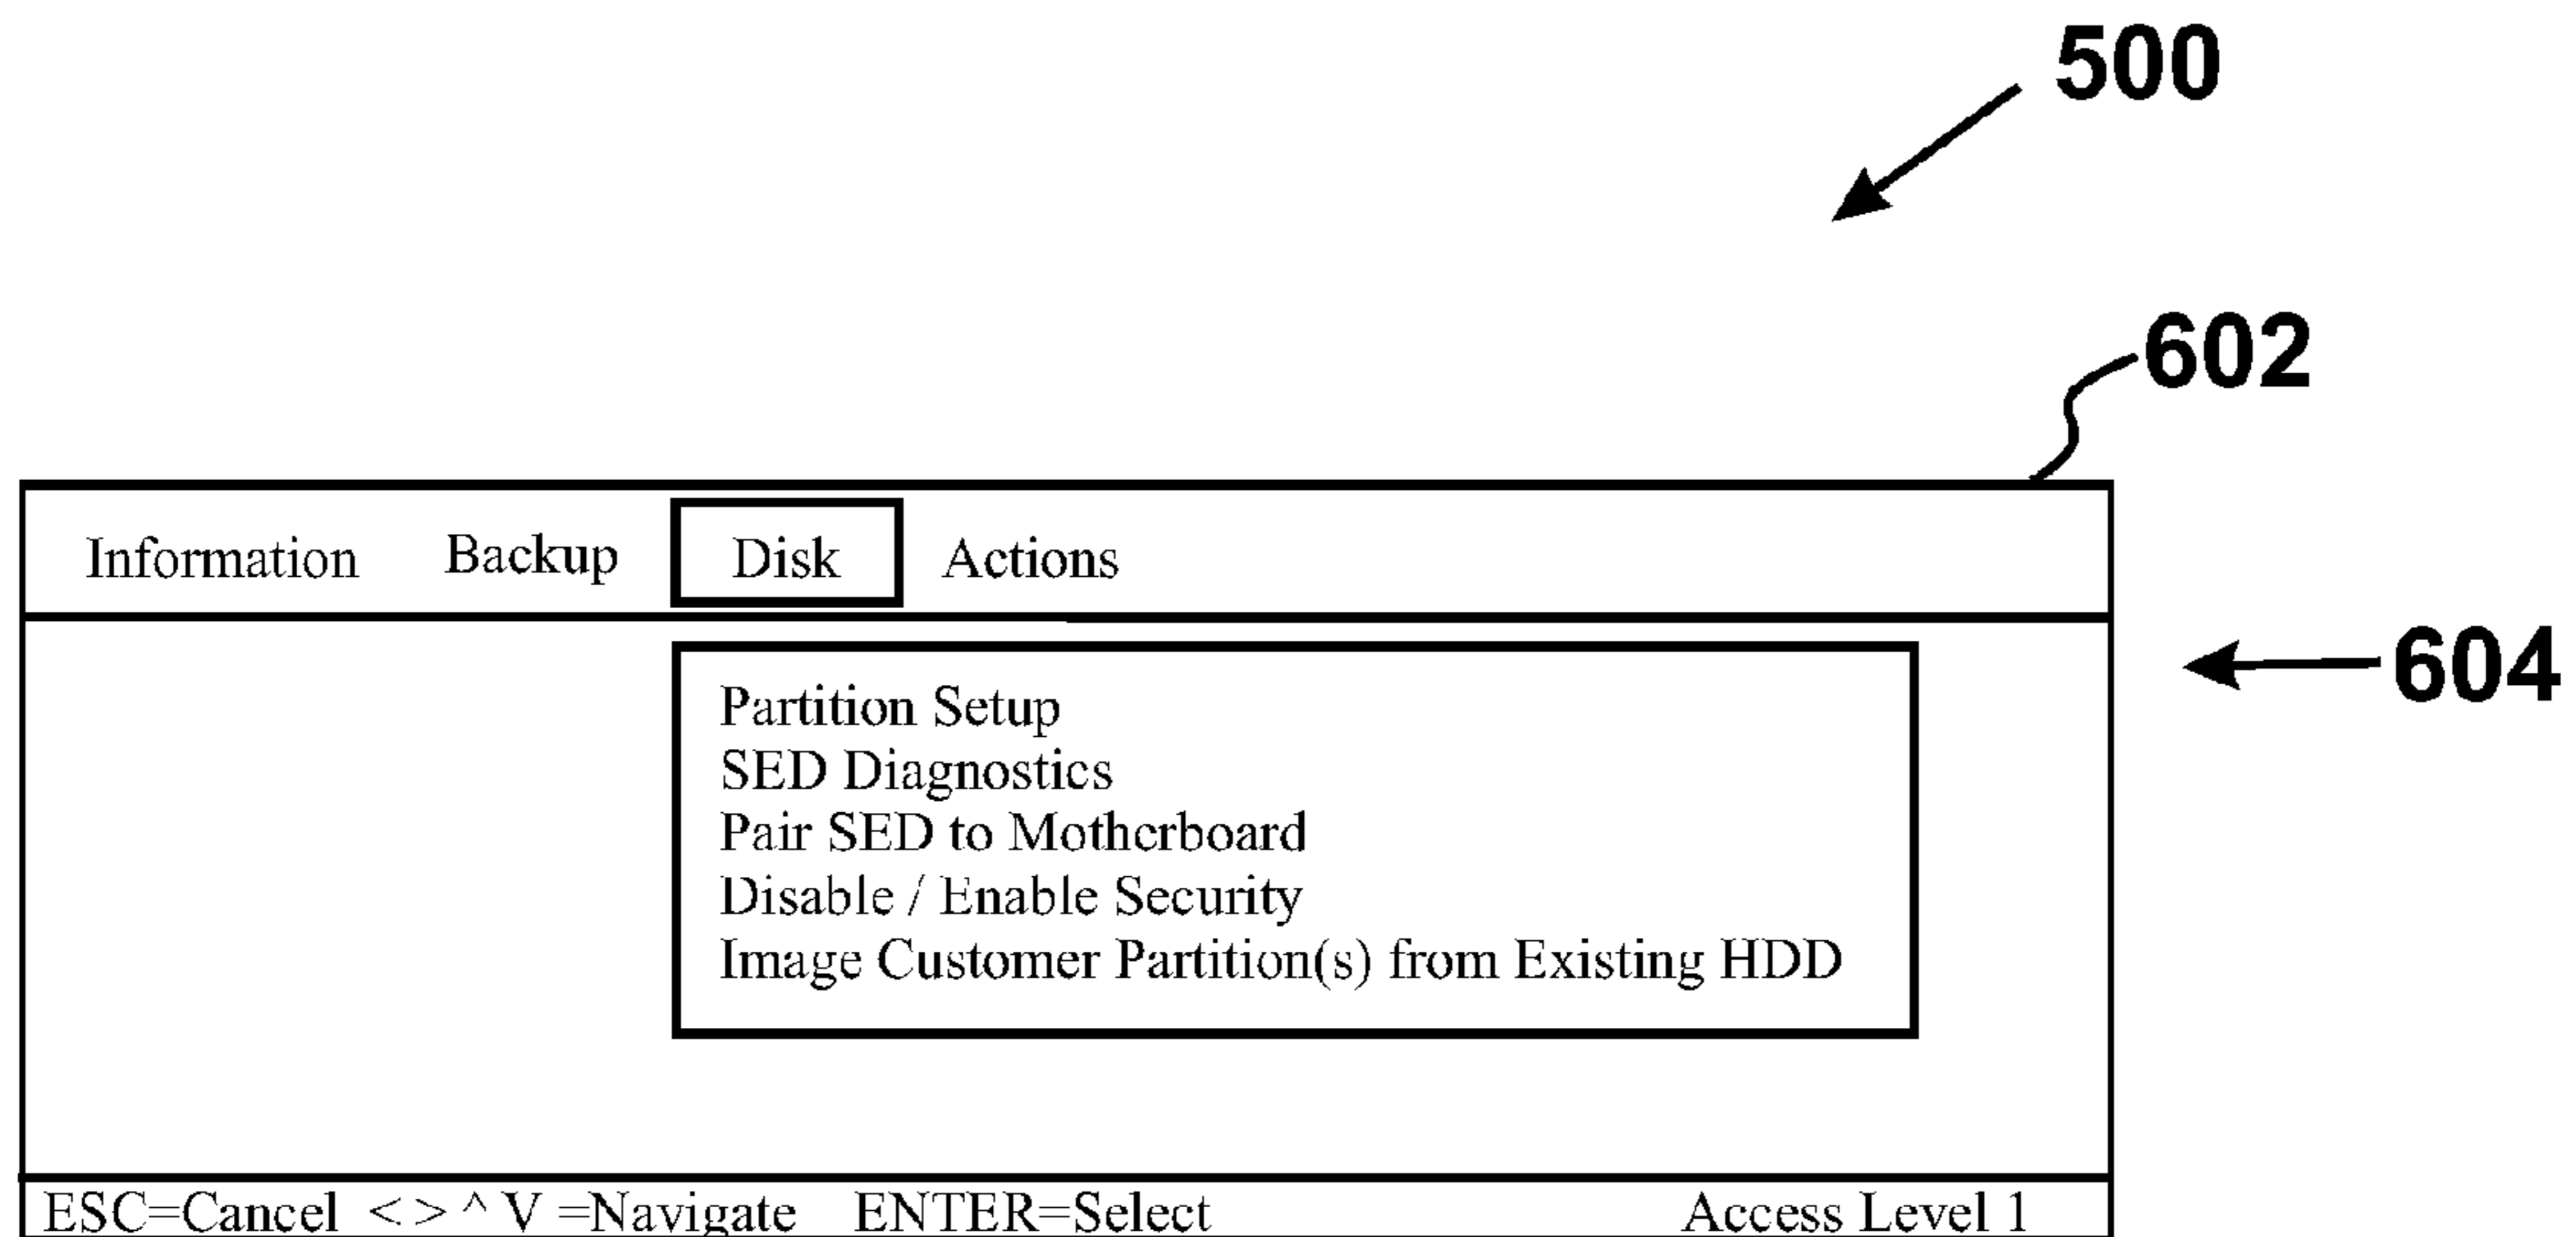 500
602
Information Backup Disk Actions
604
Partition Setup
SED Diagnostics
Pair SED to Motherboard
Disable / Enable Security
Image Customer Partition(s) from Existing HDD
ESC=Cancel < > ^ V =Navigate ENTER=Select Access Level 1